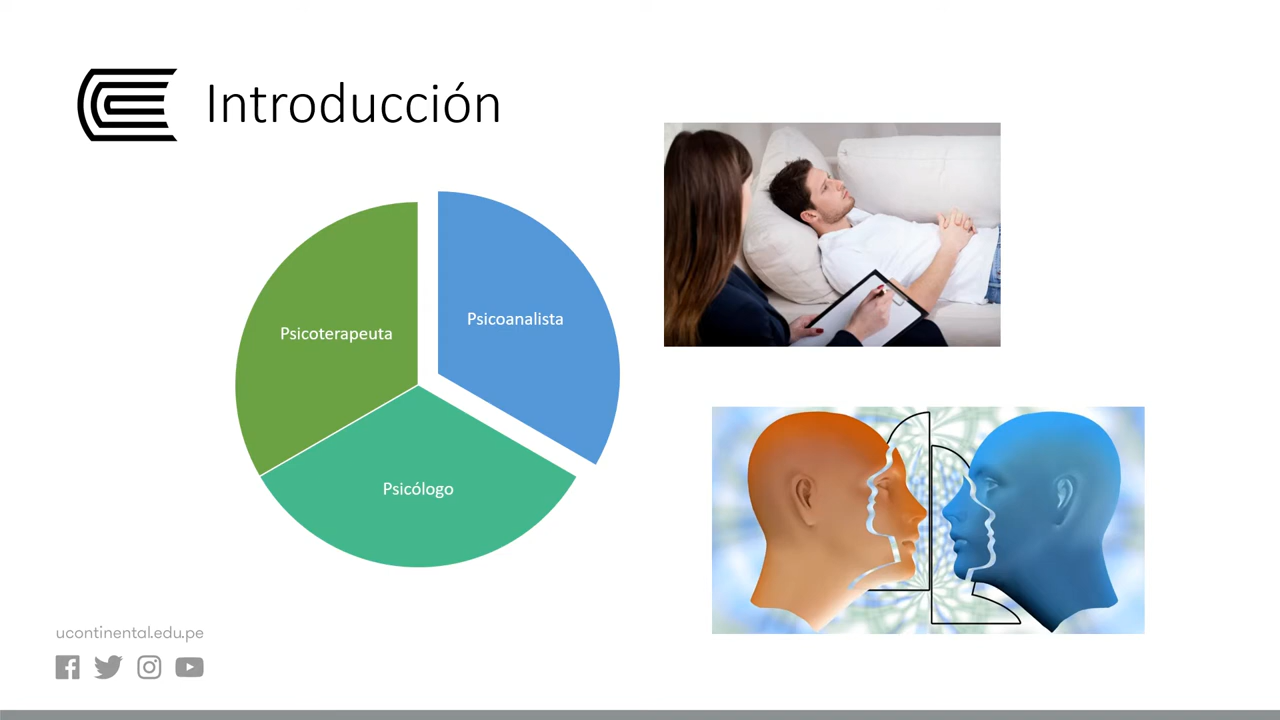 Introducción
Psicoterapeuta
Psicoanalista
Psicólogo
ucontinental.edu.pe